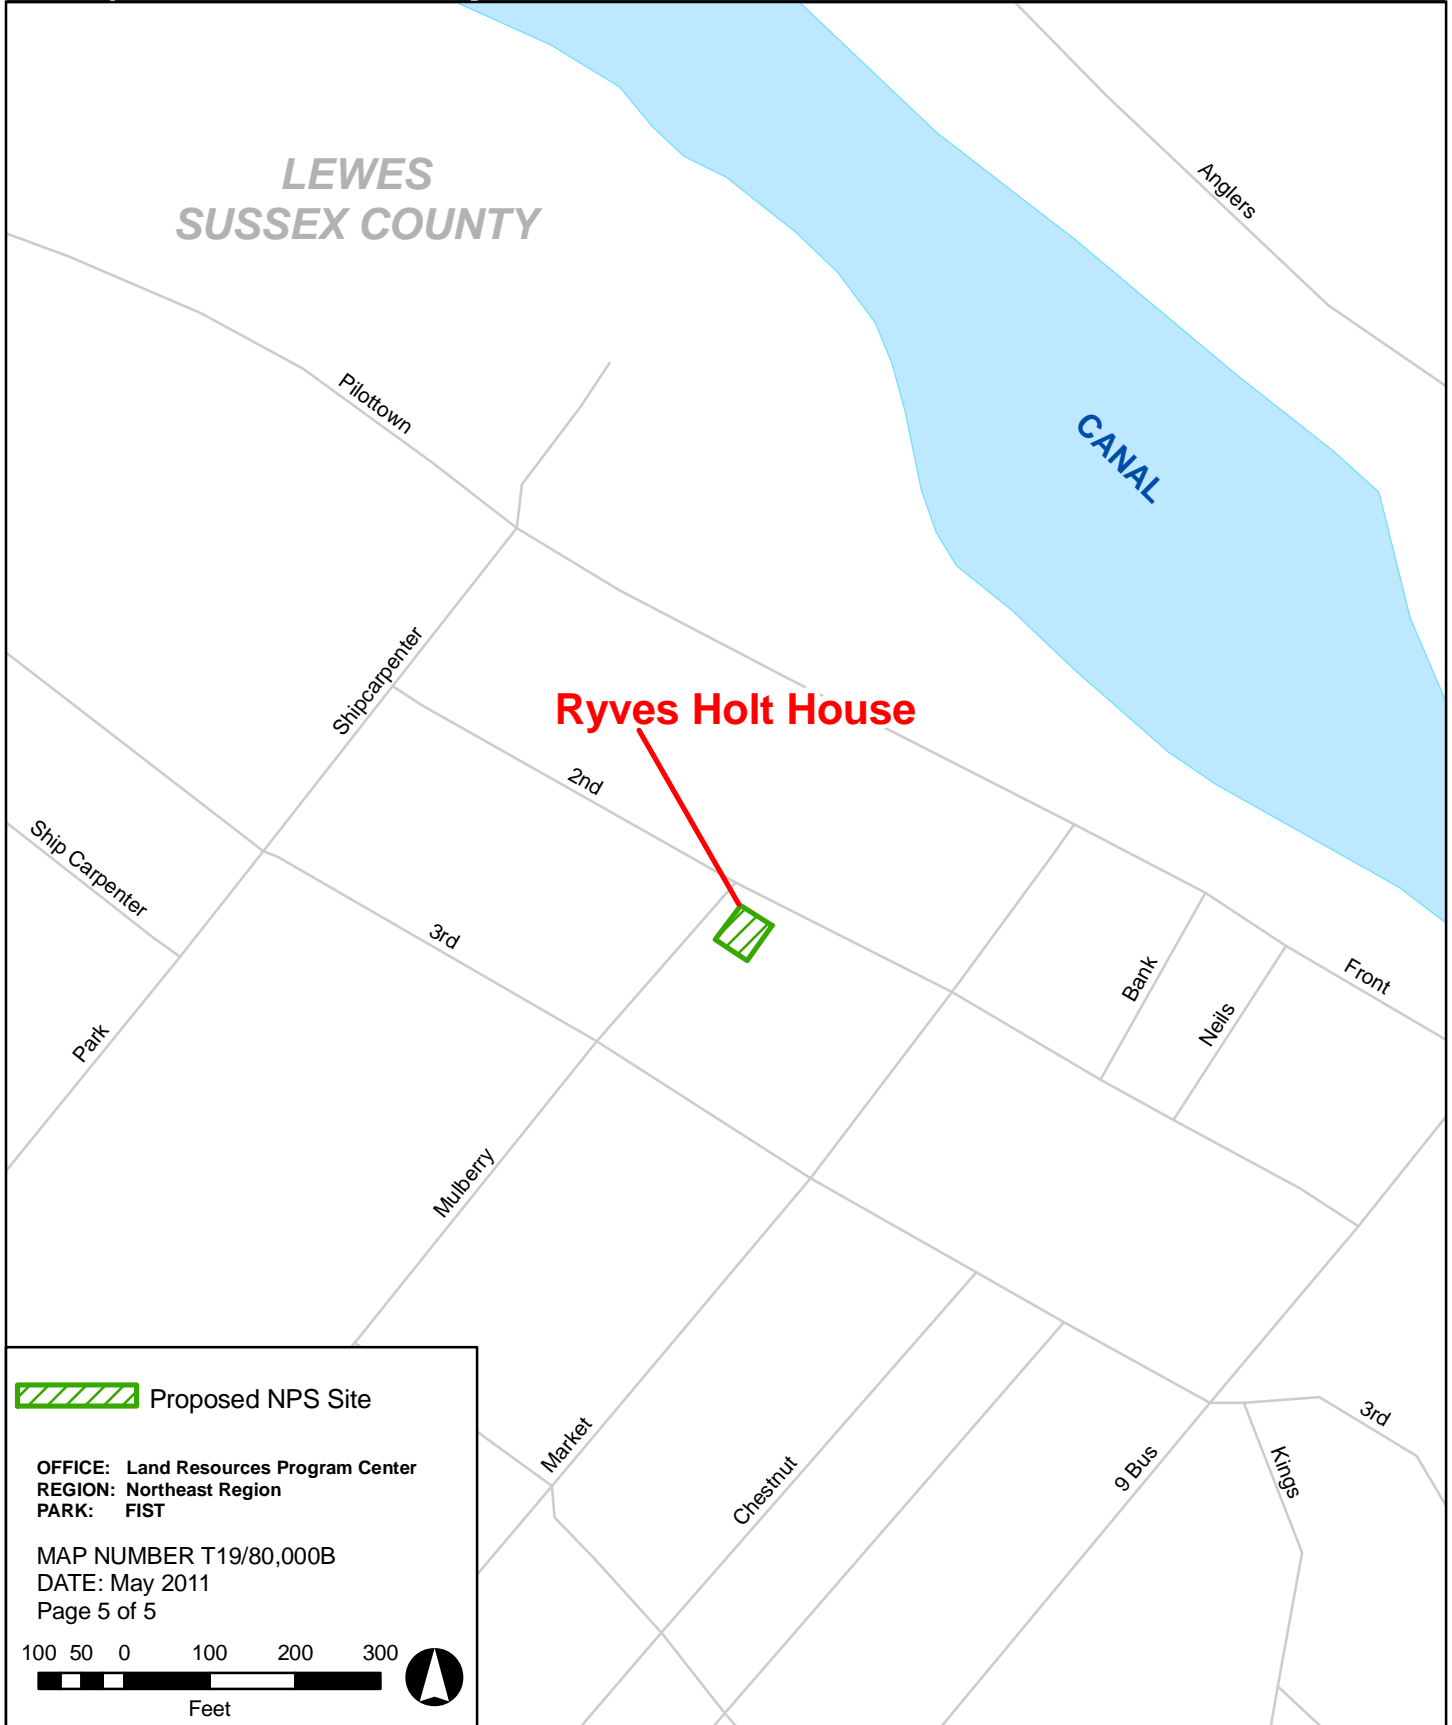 LEWES
SUSSEX COUNTY
Anglers
Pilottown
CANAL
Shipcarpenter
Ryves Holt House
2nd
Ship Carpenter
3rd
Bank
Front
Neils
Park
Mulberry
Market
Chestnut
9 Bus
Kings
3rd
Proposed NPS Site
OFFICE: Land Resources Program Center
REGION: Northeast Region
PARK: FIST
MAP NUMBER T19/80,000B
DATE: May 2011
Page 5 of 5
100 50 0 100 200 300
Feet